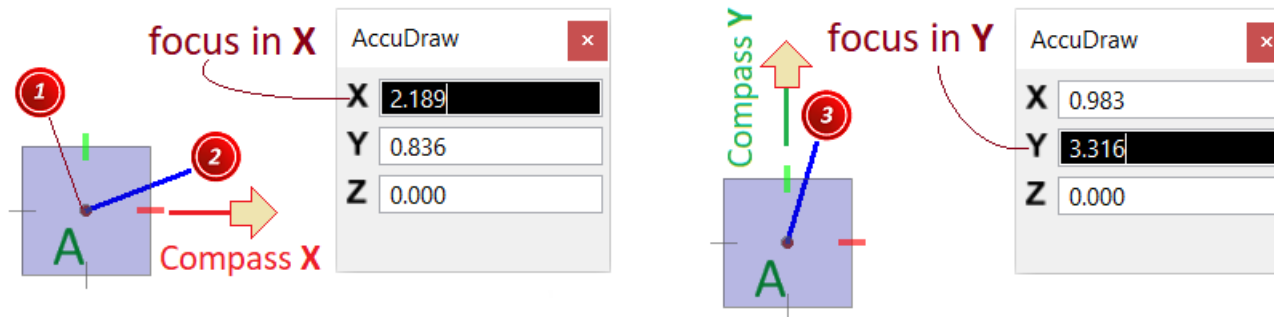 focus in X
AccuDraw
x
X 2.189
Y 0.836
Z 0.000
1
2
A
Compass X
Compass Y
focus in Y
AccuDraw
x
X 0.983
Y 3.316
Z 0.000
3
A